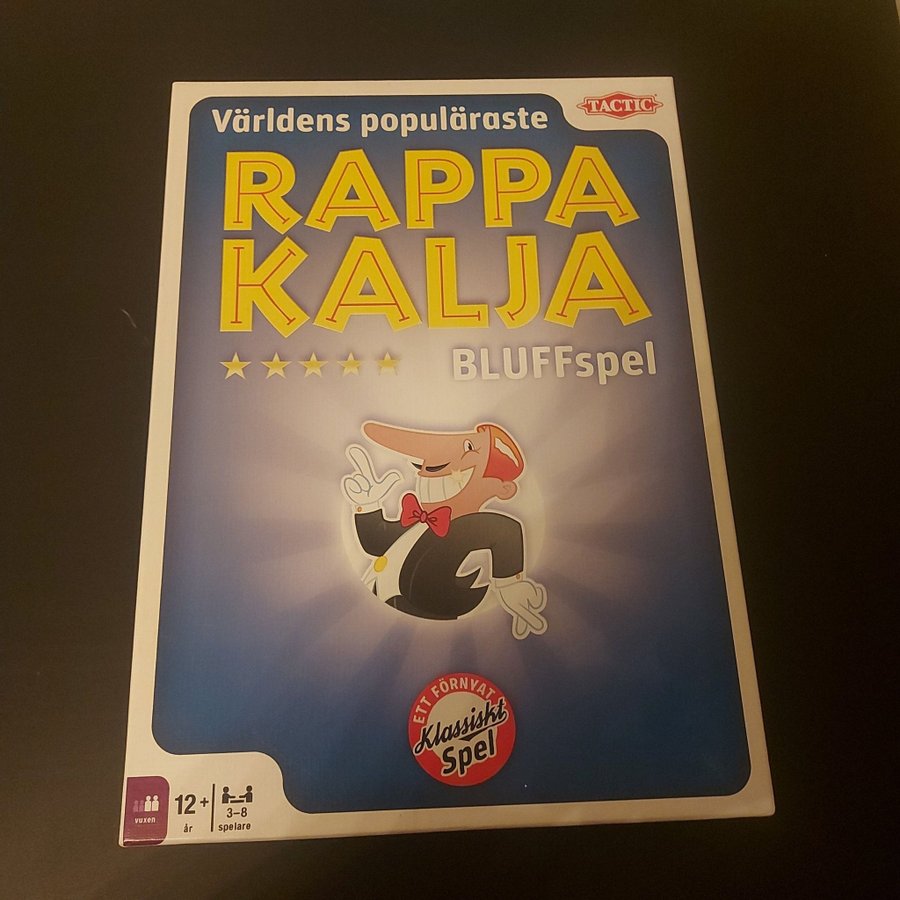 TACTIC
Världens populäraste
RAPPA
KALJA
BLUFFspel
ETT FÖRNYAT
Klassiskt
Spel
vuxen
12+
år
3–8
spelare